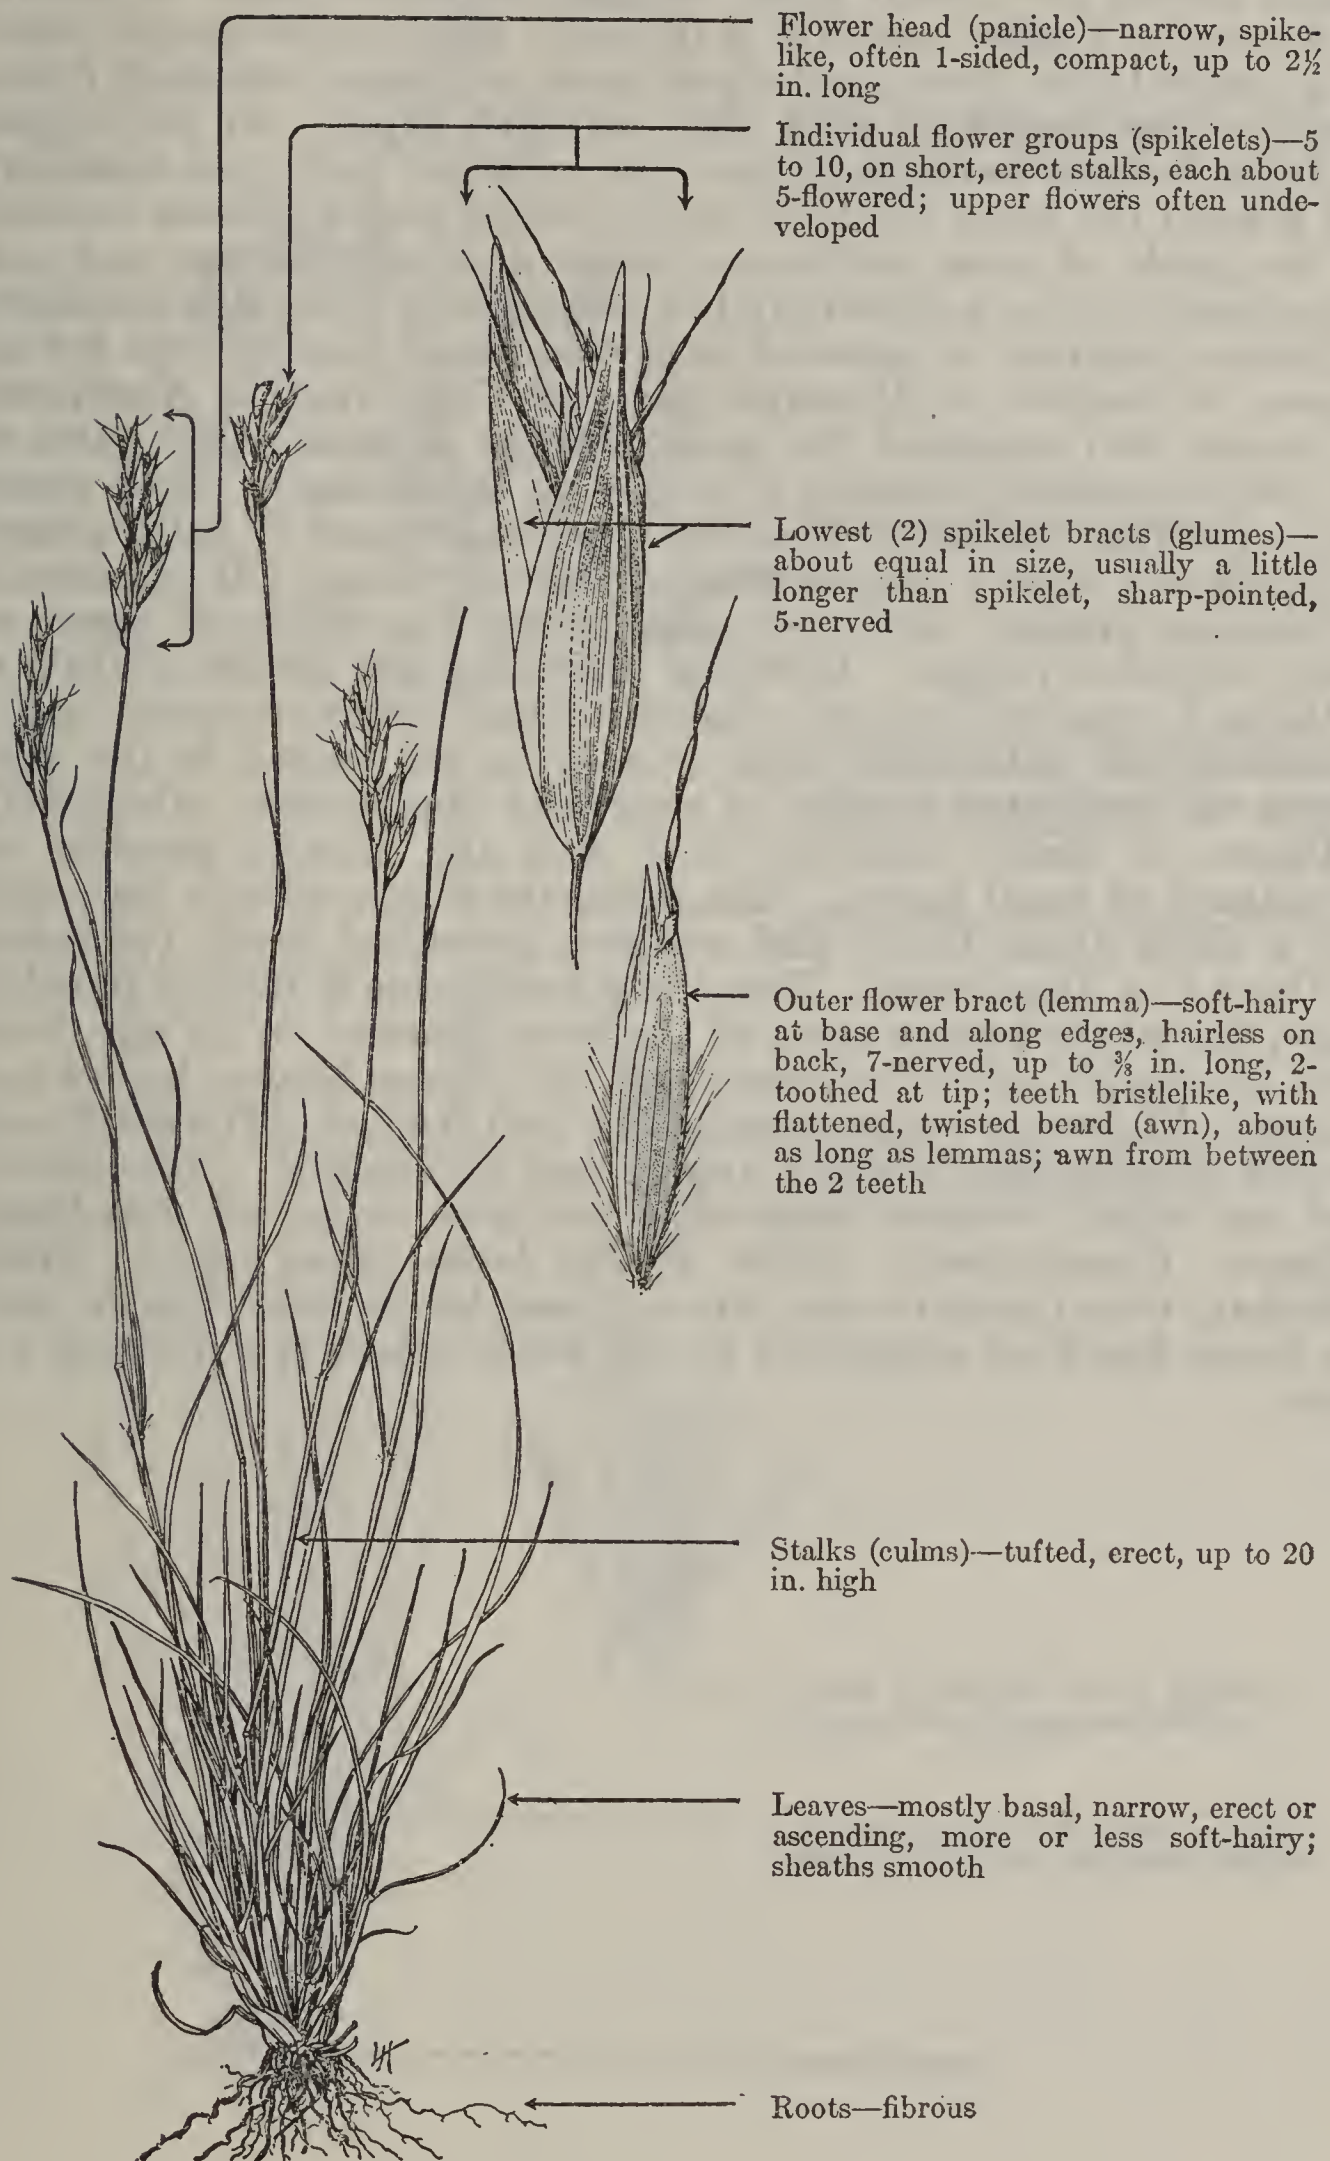 Flower head (panicle)—narrow, spike-
like, often 1-sided, compact, up to 2½
in. long
Individual flower groups (spikelets)—5
to 10, on short, erect stalks, each about
5-flowered; upper flowers often unde-
veloped
Lowest (2) spikelet bracts (glumes)—
about equal in size, usually a little
longer than spikelet, sharp-pointed,
5-nerved
Outer flower bract (lemma)—soft-hairy
at base and along edges, hairless on
back, 7-nerved, up to ⅜ in. long, 2-
toothed at tip; teeth bristlelike, with
flattened, twisted beard (awn), about
as long as lemmas; awn from between
the 2 teeth
Stalks (culms)—tufted, erect, up to 20
in. high
Leaves—mostly basal, narrow, erect or
ascending, more or less soft-hairy;
sheaths smooth
Roots—fibrous